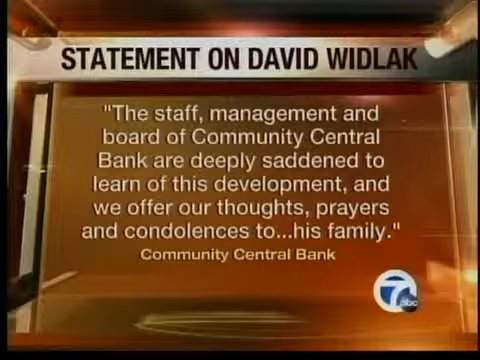 STATEMENT ON DAVID WIDLAK
"The staff, management and
board of Community Central
Bank are deeply saddened to
learn of this development, and
we offer our thoughts, prayers
and condolences to...his family."
Community Central Bank
7 abc